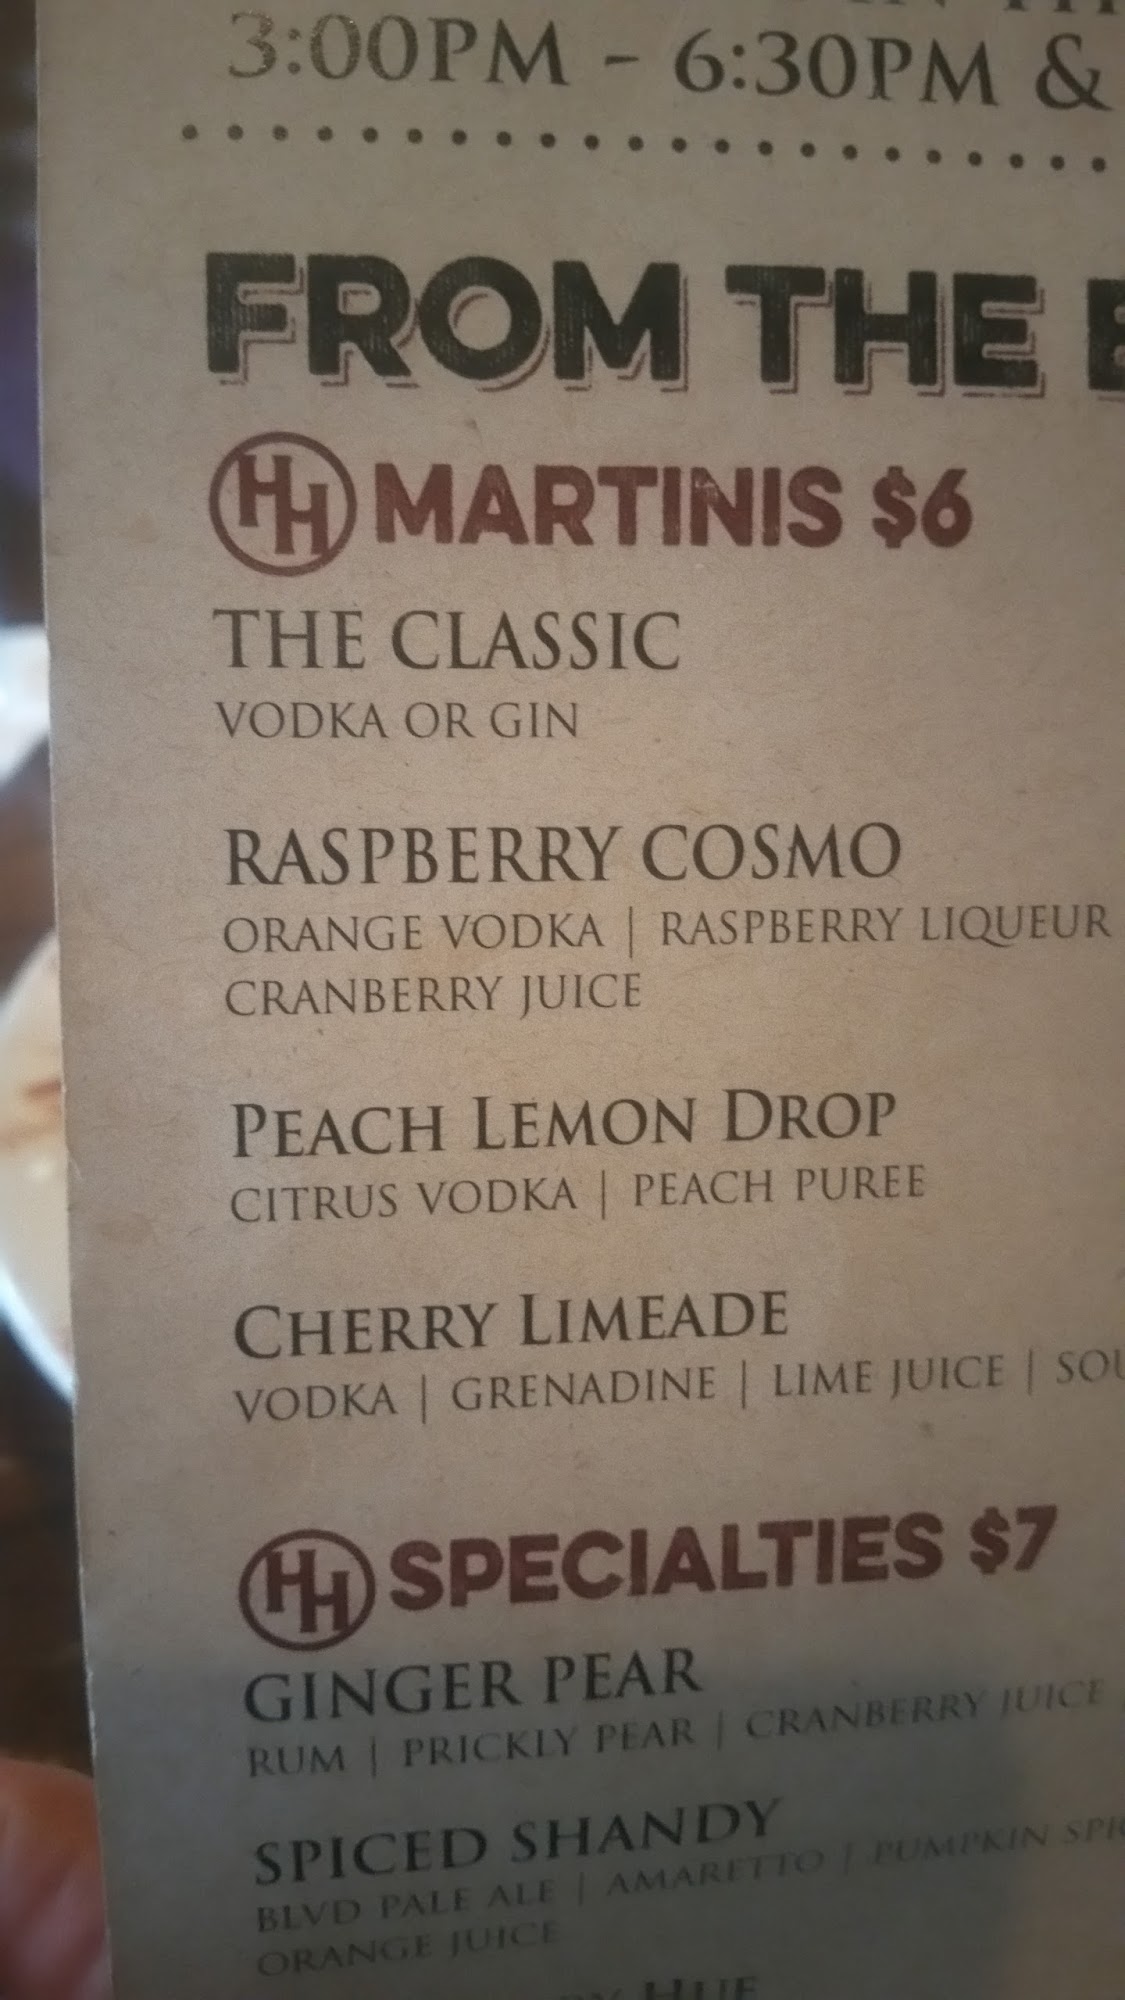 3:00PM - 6:30PM &
FROM THE
HH MARTINIS $6
THE CLASSIC
VODKA OR GIN
RASPBERRY COSMO
ORANGE VODKA | RASPBERRY LIQUEUR
CRANBERRY JUICE
PEACH LEMON DROP
CITRUS VODKA | PEACH PUREE
CHERRY LIMEADE
VODKA | GRENADINE | LIME JUICE |
HH SPECIALTIES $7
GINGER PEAR
RUM | PRICKLY PEAR | CRANBERRY JUICE
SPICED SHANDY
BLVD PALE ALE | AMARETTO | PUMPKIN
ORANGE JUICE
HUE